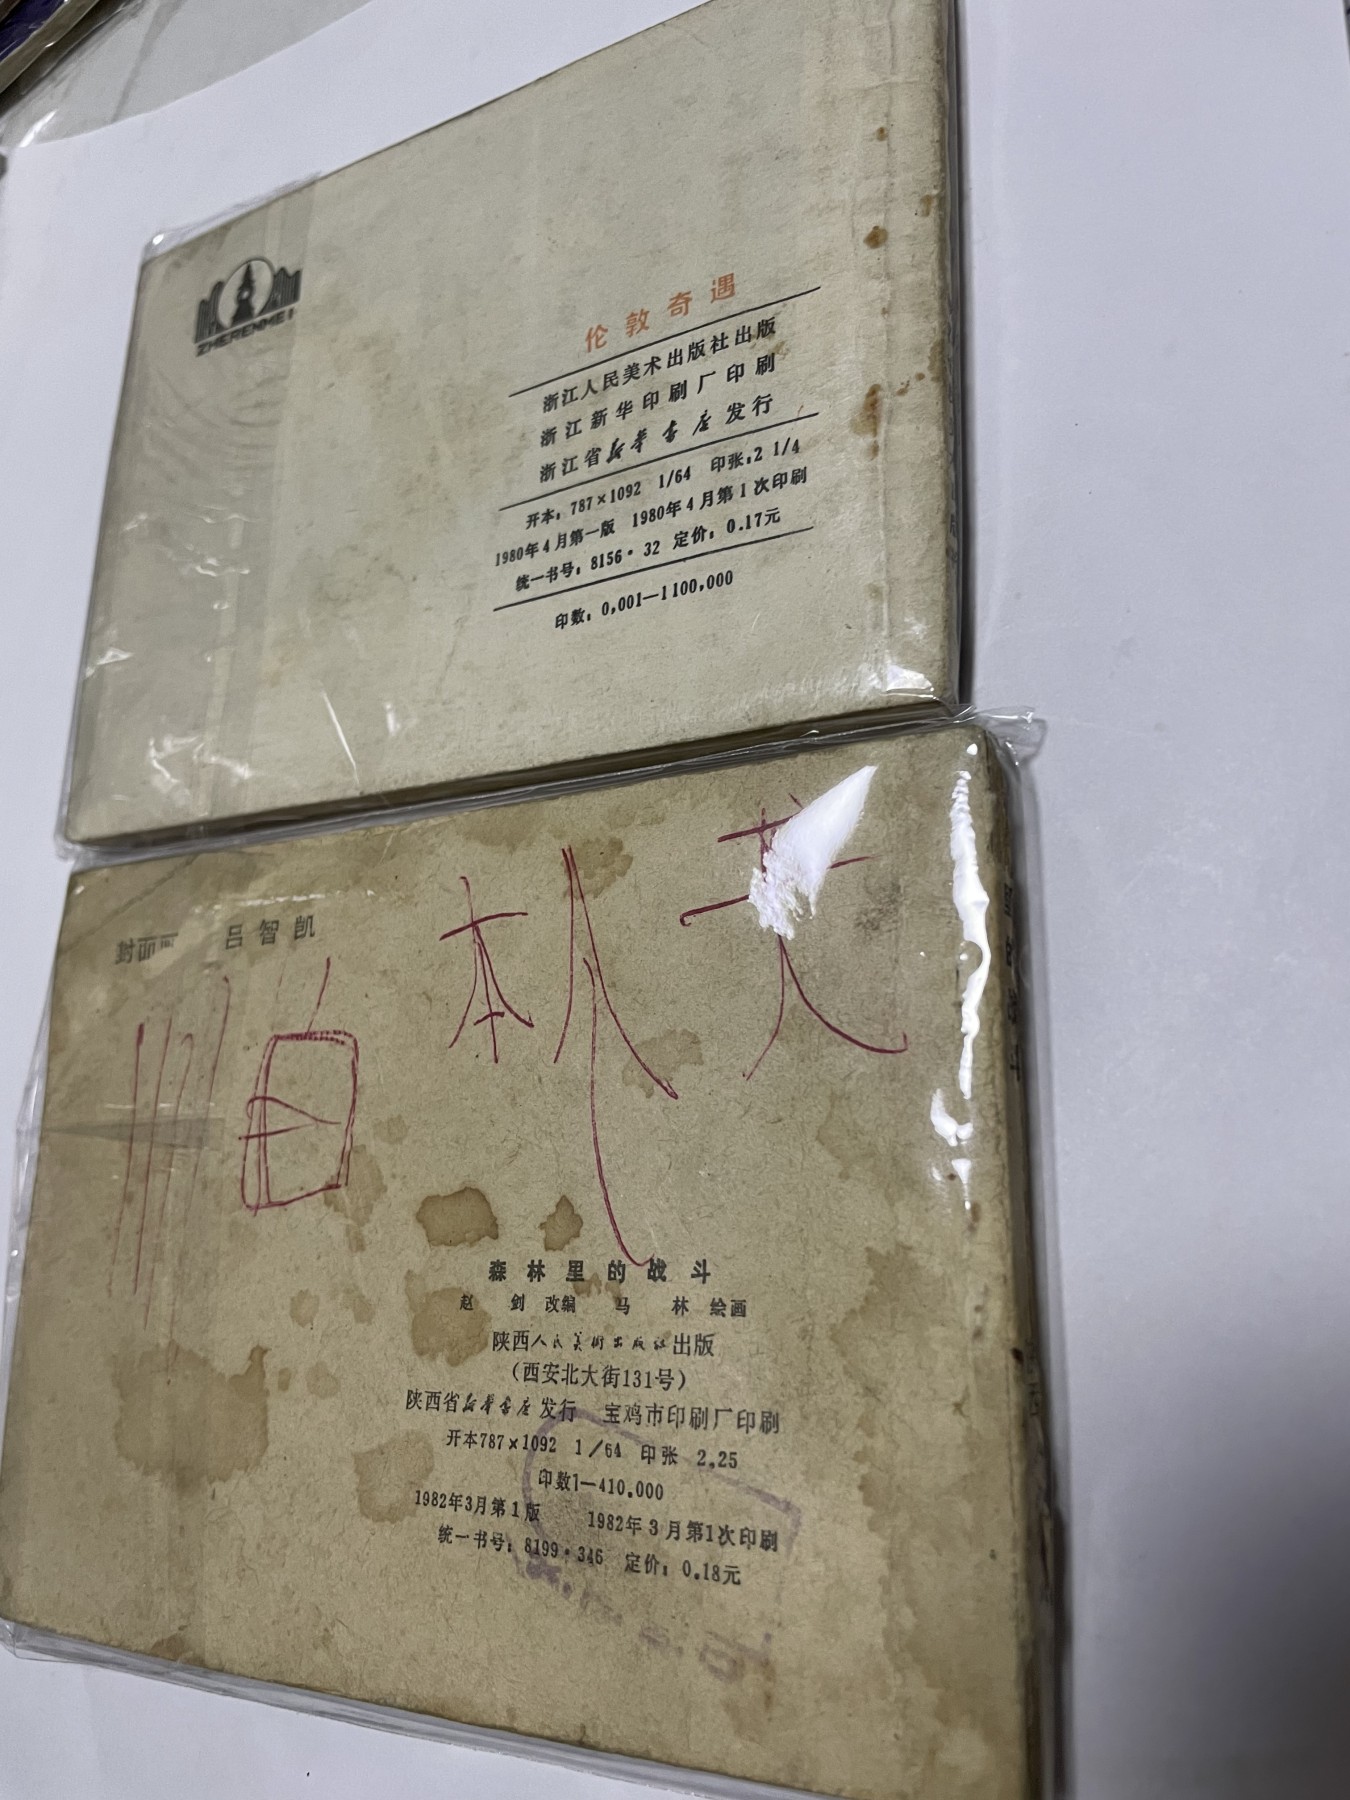 ZHERENMEI
伦敦奇遇
浙江人民美术出版社出版
浙江新华印刷厂印刷
浙江省新华书店发行
开本：787×1092 1/64 印张：2 1/4
1980年4月第一版 1980年4月第1次印刷
统一书号：8156·32 定价：0.17元
印数：0,001—1100,000
封面画 吕智凯
森林里的战斗
赵剑 改编 马林 绘画
陕西人民美術出版社出版
(西安北大街131号)
陕西省新華書店发行 宝鸡市印刷厂印刷
开本787×1092 1/64 印张 2.25
印数1—410.000
1982年3月第1版 1982年3月第1次印刷
统一书号：8199·346 定价：0.18元